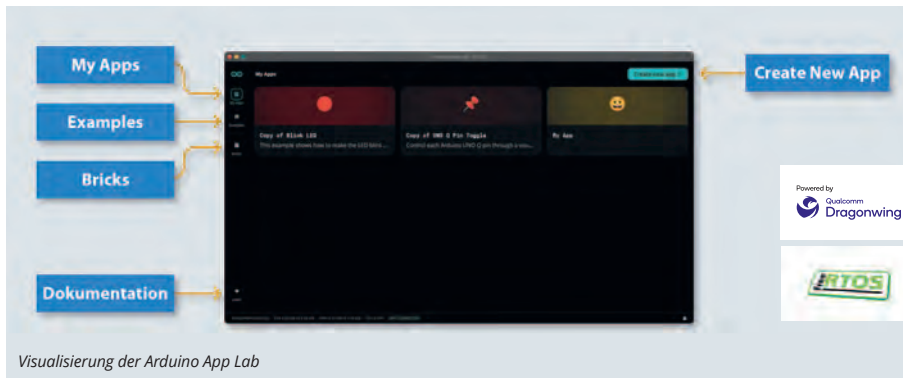 My Apps
Examples
Bricks
Dokumentation
My Apps
Create new app
Copy of Blink LED
This example shows how to make the LED blink ...
Copy of UNO Q Pin Toggle
Control each Arduino UNO Q pin through a
My App
Create New App
Powered by
Qualcomm
Dragonwing
RTOS
Visualisierung der Arduino App Lab